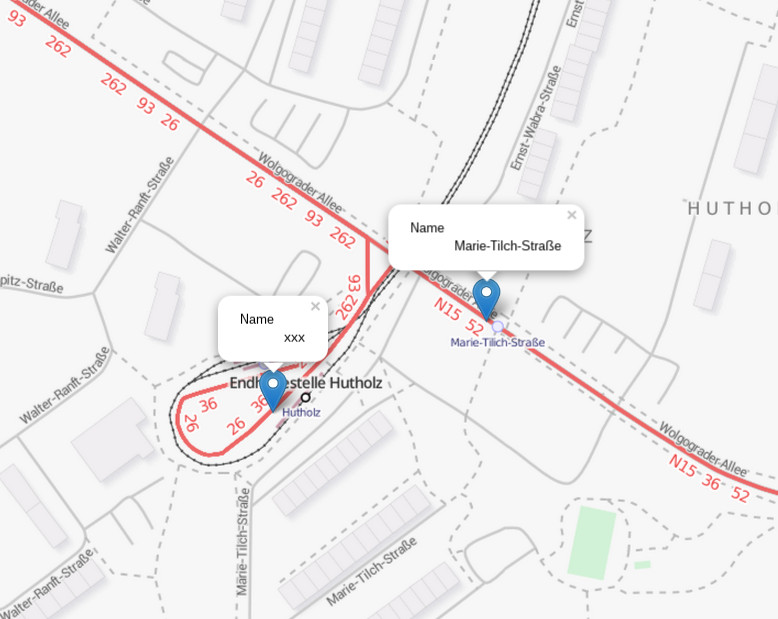 Allee
93
262
262 93 26
Ernst-
Wolgograder Allee
26 262 93 262
Ernst-Wabra-Straße
Walter-Ranft-Straße
HUTHO
Name
Marie-Tilch-Straße
Z
93
262
N15 52
Marie-Tilch-Straße
Name
xxx
Hutholz
Hutholz
36
26
26
36
Walter-Ranft-Straße
Wolgograder Allee
N15 36 52
Marie-Tilch-Straße
Marie-Tilch-Straße
Walter-Ranft-Straße